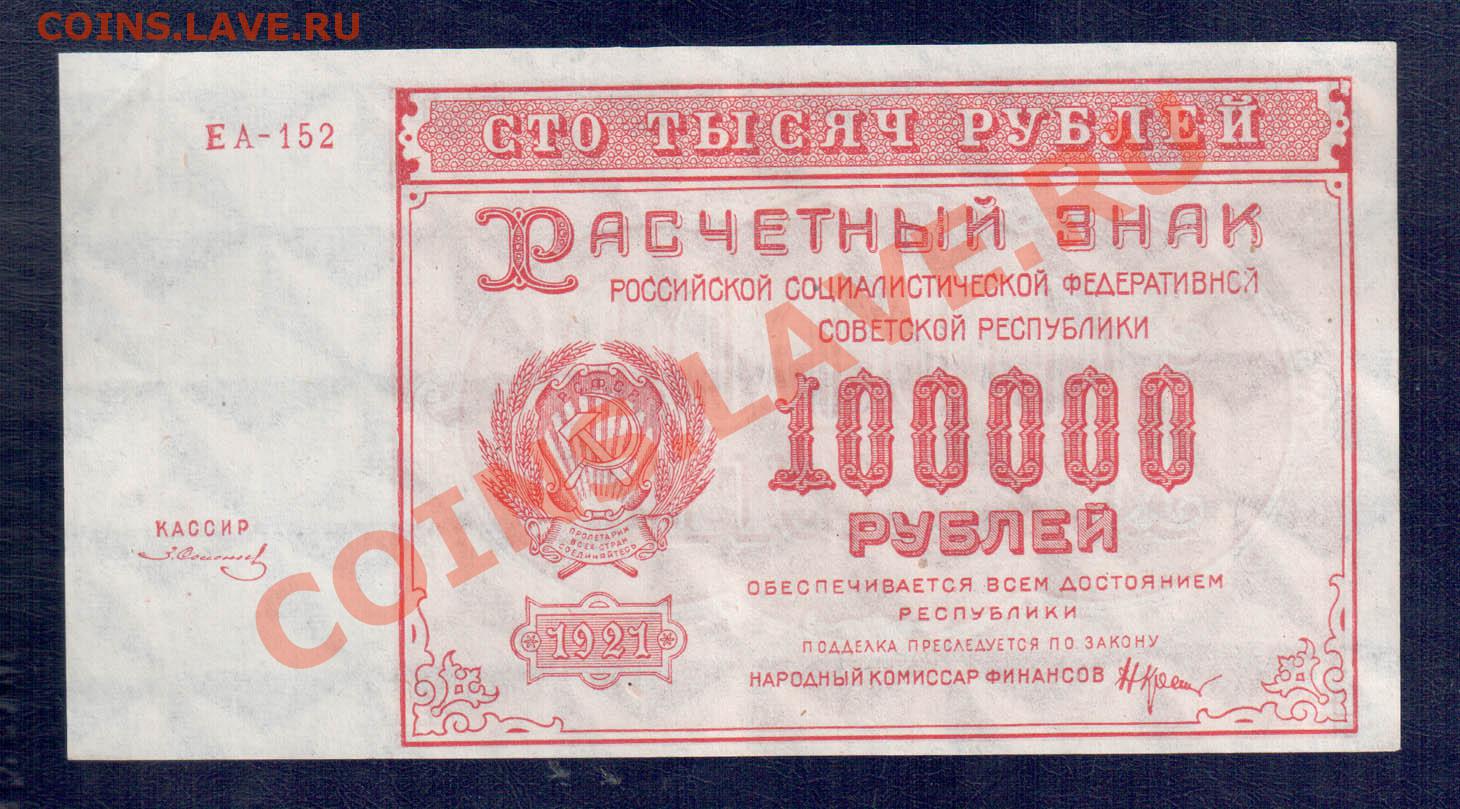 COINS.LAVE.RU
СТО ТЫСЯЧ РУБЛЕЙ
ЕА-152
РАСЧЕТНЫЙ ЗНАК
РОССИЙСКОЙ СОЦИАЛИСТИЧЕСКОЙ ФЕДЕРАТИВНОЙ
СОВЕТСКОЙ РЕСПУБЛИКИ
РСФСР
100000
РУБЛЕЙ
ПРОЛЕТАРИИ
ВСЕХ СТРАН
СОЕДИНЯЙТЕСЬ
КАССИР
ОБЕСПЕЧИВАЕТСЯ ВСЕМ ДОСТОЯНИЕМ
РЕСПУБЛИКИ
1921
ПОДДЕЛКА ПРЕСЛЕДУЕТСЯ ПО ЗАКОНУ
НАРОДНЫЙ КОМИССАР ФИНАНСОВ
COINS.LAVE.RU